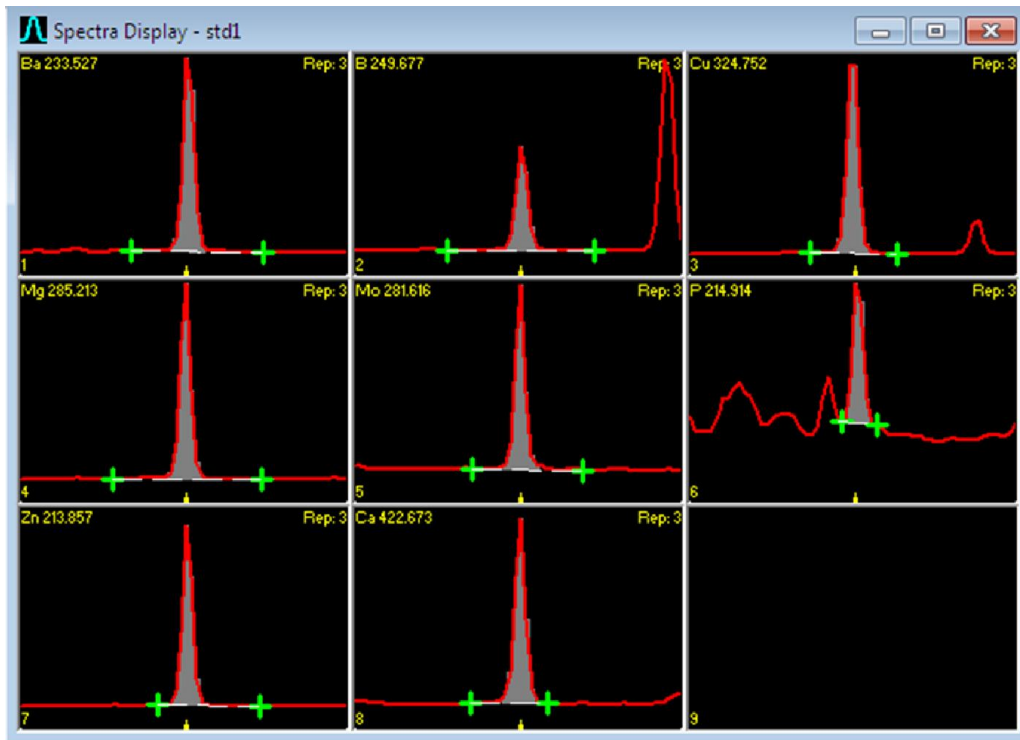 Spectra Display - std1
Ba 233.527 Rep: 3
B 249.677 Rep: 3
Cu 324.752 Rep: 3
1
2
3
Mg 285.213 Rep: 3
Mo 281.616 Rep: 3
P 214.914 Rep: 3
4
5
6
Zn 213.857 Rep: 3
Ca 422.673 Rep: 3
7
8
9